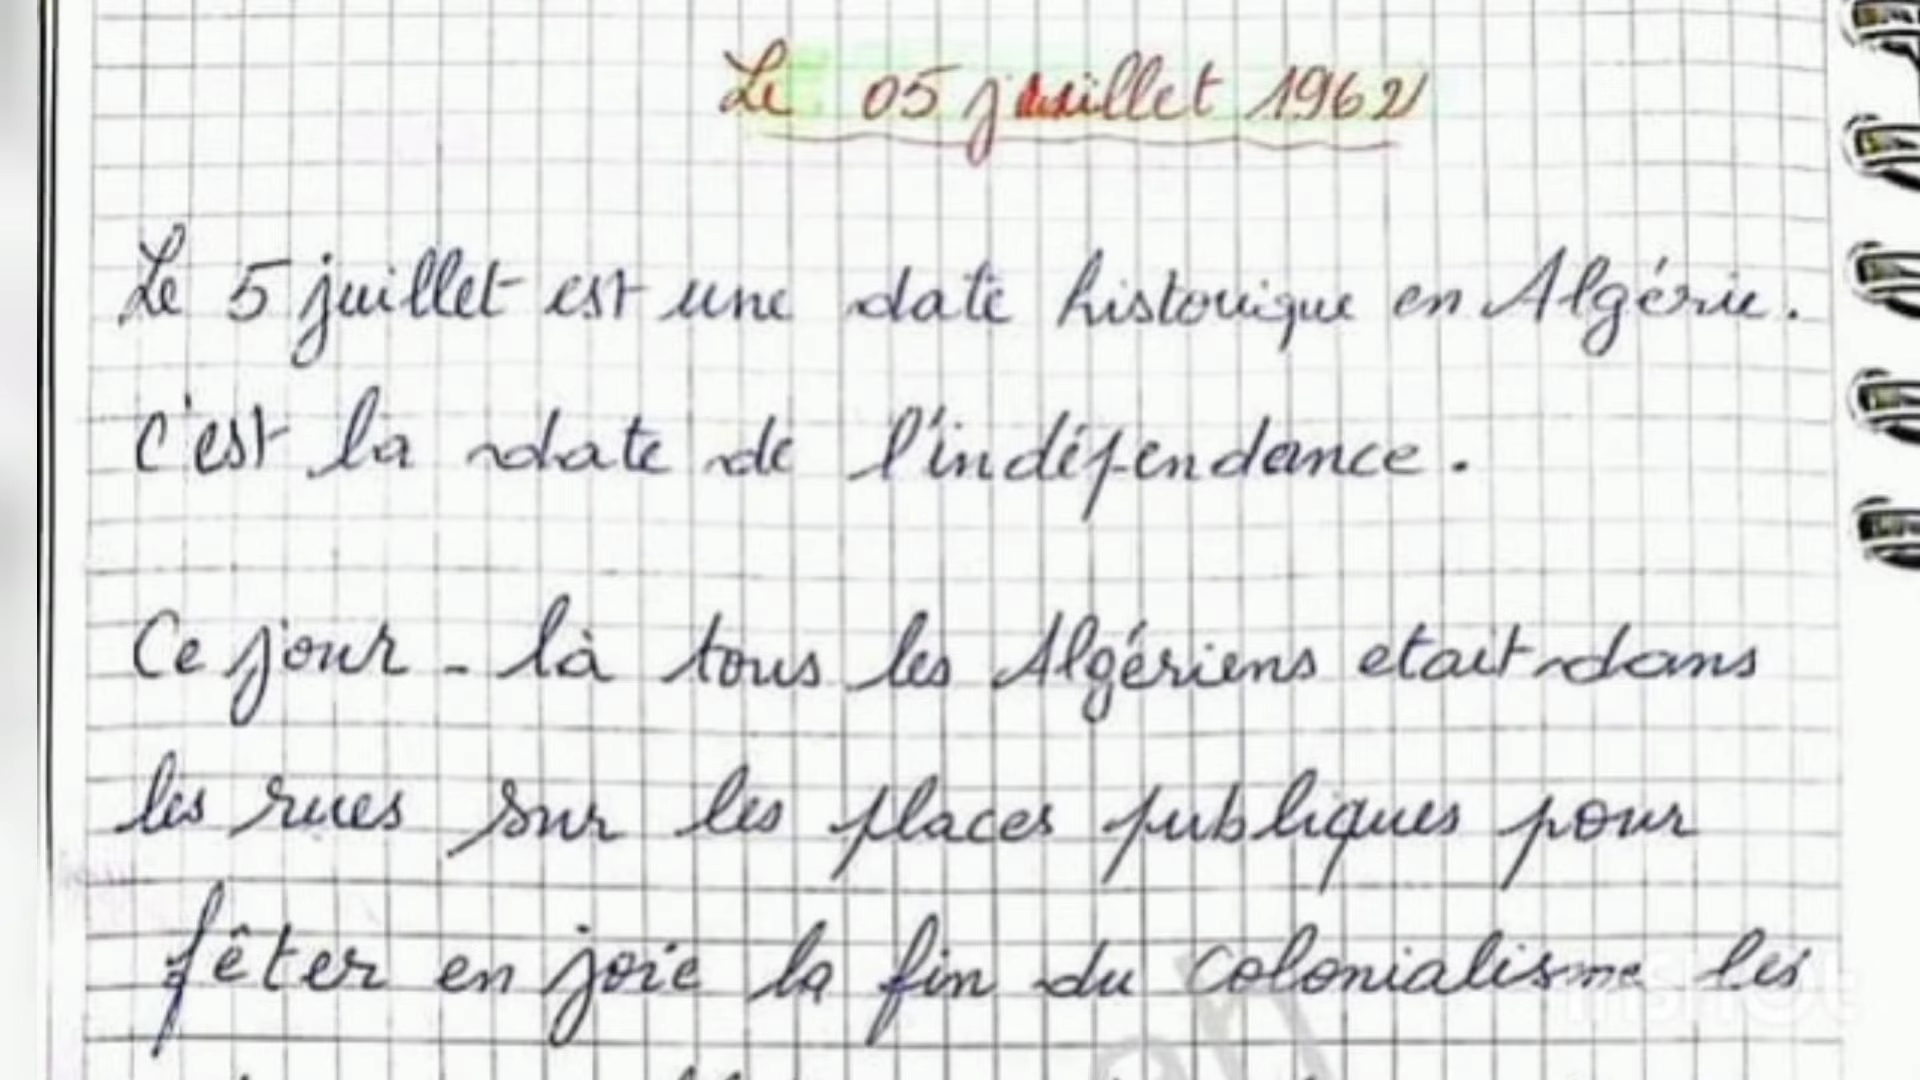 Le 05 juillet 1962
Le 5 juillet est une date historique en Algérie.
c'est la date de l'indépendance.
Ce jour-là tous les Algériens etait dans
les rues sur les places publiques pour
fêter en joie la fin du colonialisme les
InShOt